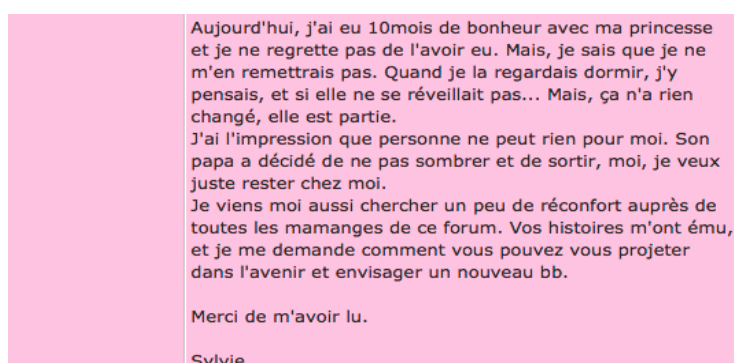 Aujourd'hui, j'ai eu 10mois de bonheur avec ma princesse
et je ne regrette pas de l'avoir eu. Mais, je sais que je ne
m'en remettrais pas. Quand je la regardais dormir, j'y
pensais, et si elle ne se réveillait pas... Mais, ça n'a rien
changé, elle est partie.
J'ai l'impression que personne ne peut rien pour moi. Son
papa a décidé de ne pas sombrer et de sortir, moi, je veux
juste rester chez moi.
Je viens moi aussi chercher un peu de réconfort auprès de
toutes les mamanges de ce forum. Vos histoires m'ont ému,
et je me demande comment vous pouvez vous projeter
dans l'avenir et envisager un nouveau bb.
Merci de m'avoir lu.
Sylvie